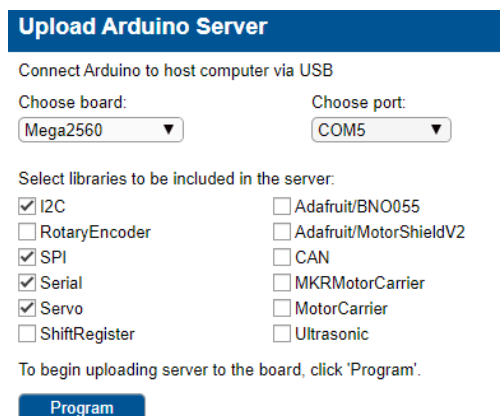 Upload Arduino Server
Connect Arduino to host computer via USB
Choose board: Choose port:
Mega2560 COM5
Select libraries to be included in the server:
I2C Adafruit/BNO055
RotaryEncoder Adafruit/MotorShieldV2
SPI CAN
Serial MKRMotorCarrier
Servo MotorCarrier
ShiftRegister Ultrasonic
To begin uploading server to the board, click 'Program'.
Program